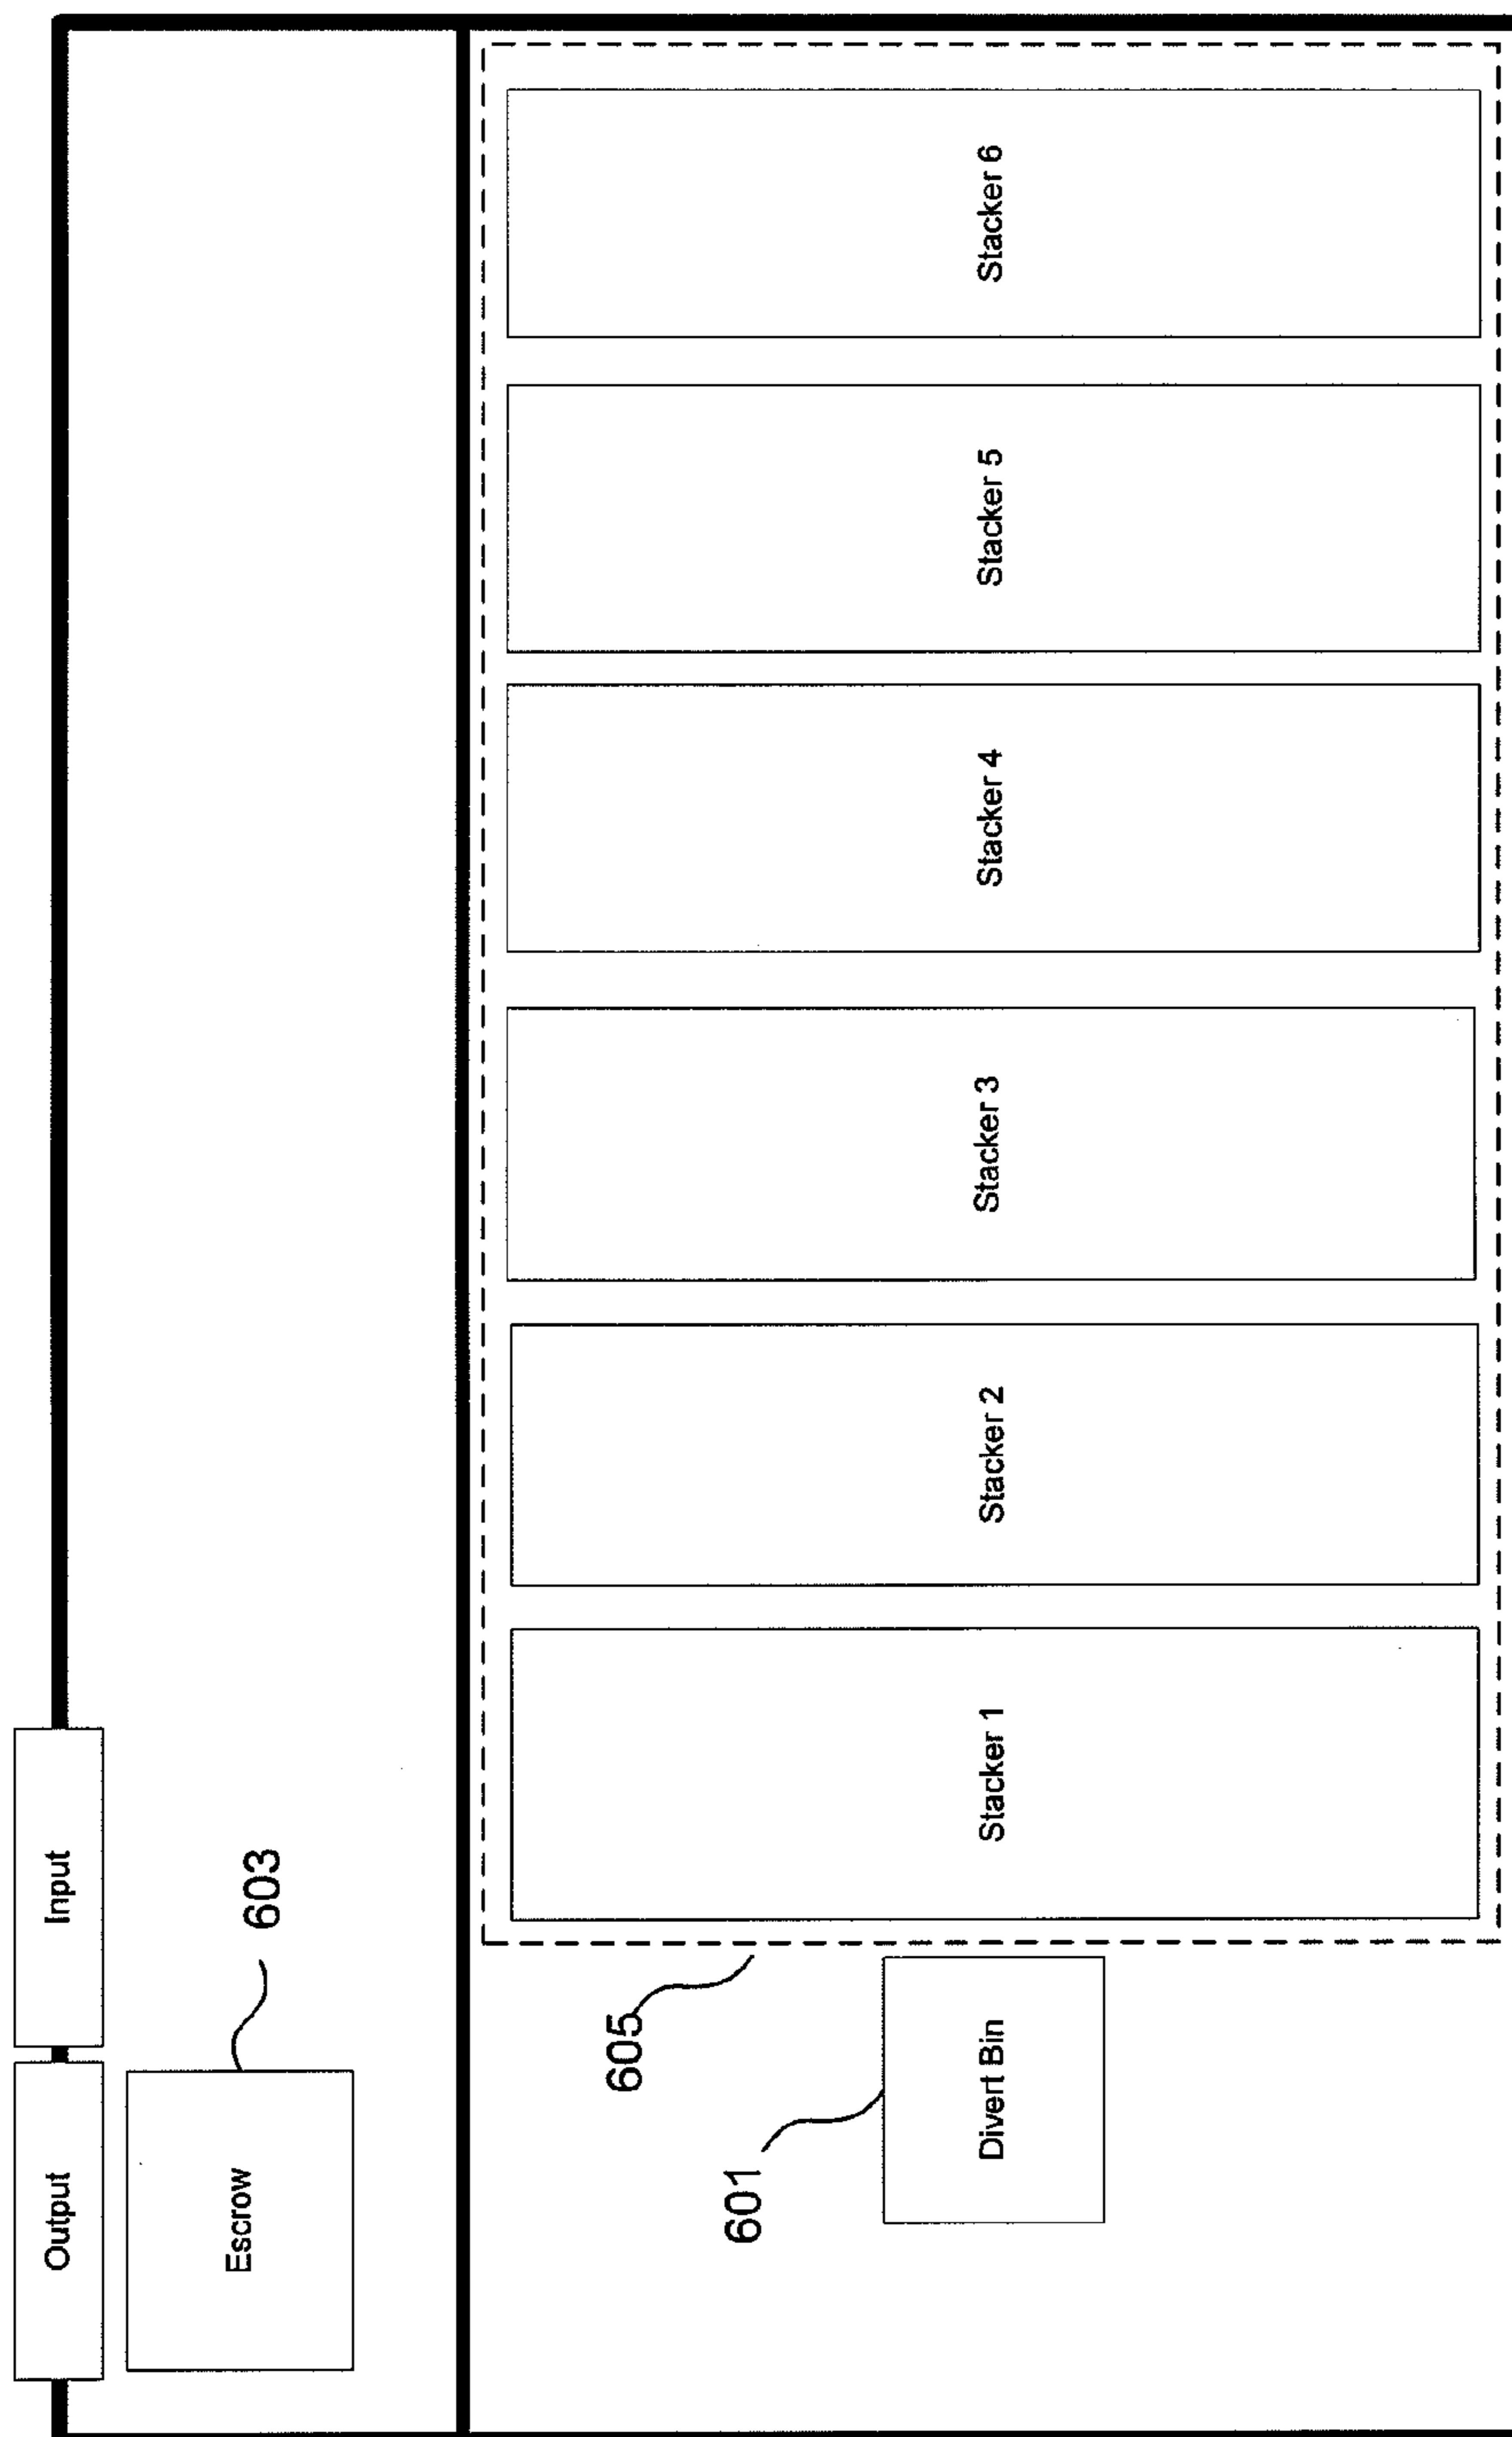 Output
Input
Escrow
603
605
601
Divert Bin
Stacker 1
Stacker 2
Stacker 3
Stacker 4
Stacker 5
Stacker 6